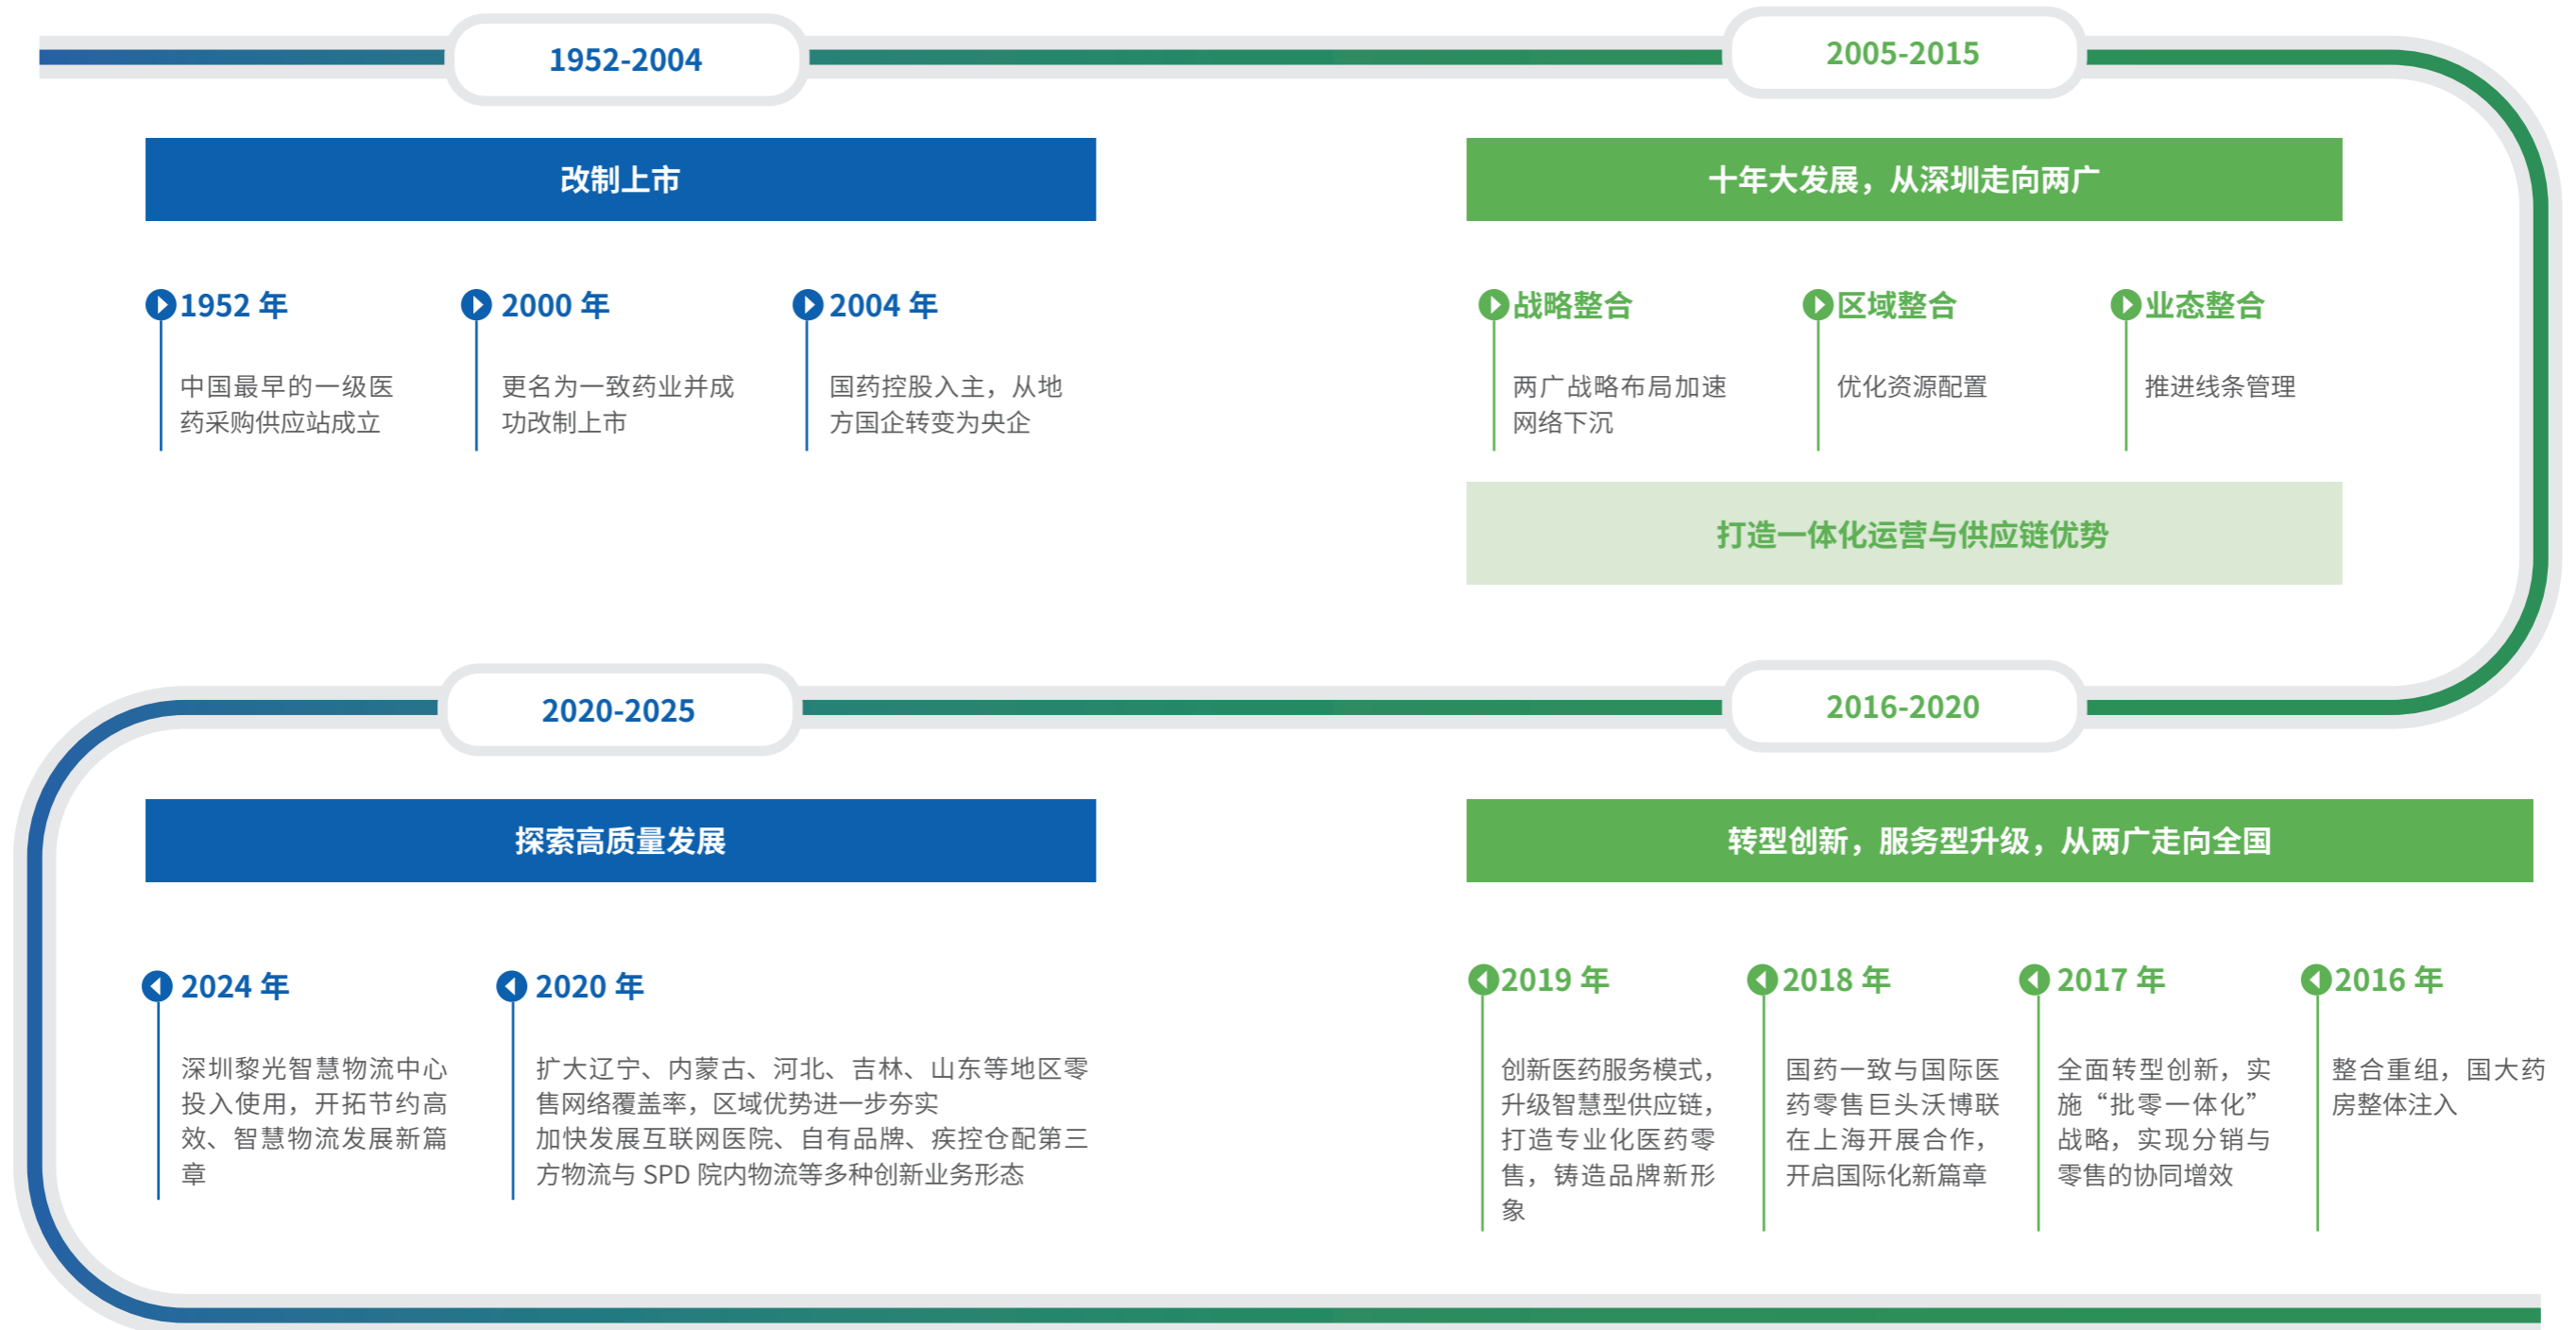 1952-2004
改制上市
1952 年
中国最早的一级医
药采购供应站成立
2000 年
更名为一致药业并成
功改制上市
2004 年
国药控股入主，从地
方国企转变为央企
2005-2015
十年大发展，从深圳走向两广
战略整合
两广战略布局加速
网络下沉
区域整合
优化资源配置
业态整合
推进线条管理
打造一体化运营与供应链优势
2016-2020
转型创新，服务型升级，从两广走向全国
2016 年
整合重组，国大药
房整体注入
2017 年
全面转型创新，实
施“批零一体化”
战略，实现分销与
零售的协同增效
2018 年
国药一致与国际医
药零售巨头沃博联
在上海开展合作，
开启国际化新篇章
2019 年
创新医药服务模式，
升级智慧型供应链，
打造专业化医药零
售，铸造品牌新形
象
2020-2025
探索高质量发展
2020 年
扩大辽宁、内蒙古、河北、吉林、山东等地区零
售网络覆盖率，区域优势进一步夯实
加快发展互联网医院、自有品牌、疾控仓配第三
方物流与 SPD 院内物流等多种创新业务形态
2024 年
深圳黎光智慧物流中心
投入使用，开拓节约高
效、智慧物流发展新篇
章